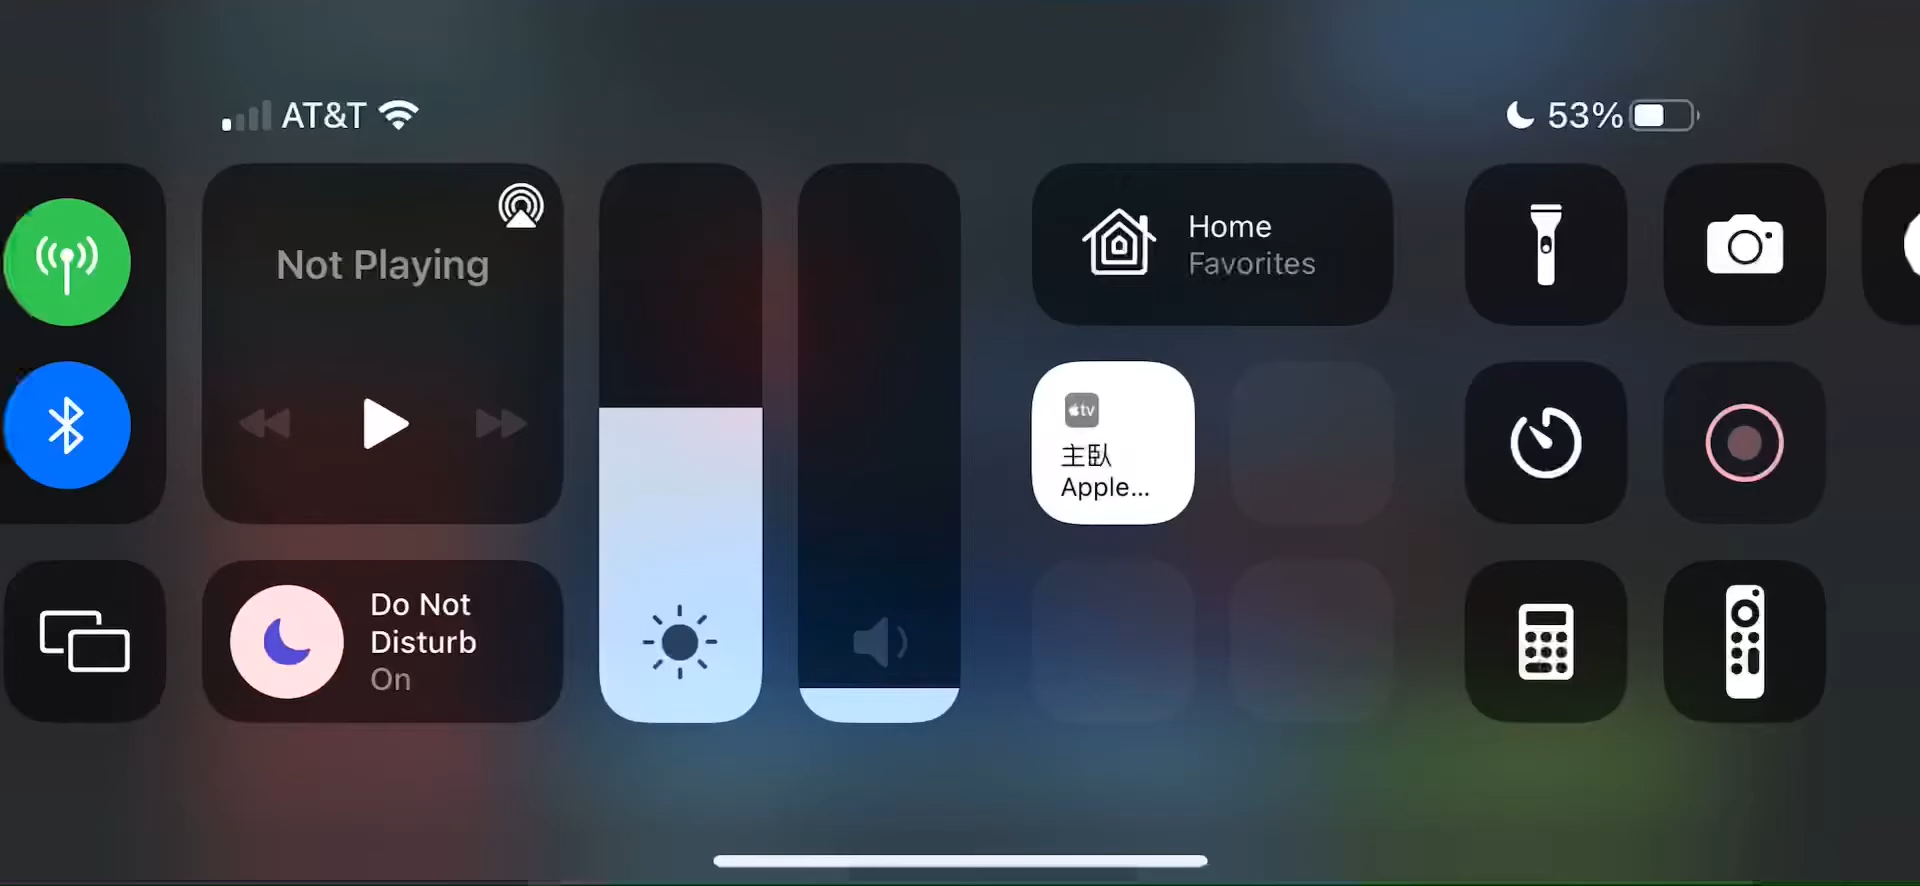 AT&T
53%
Not Playing
Home
Favorites
tv
主臥
Apple...
Do Not
Disturb
On